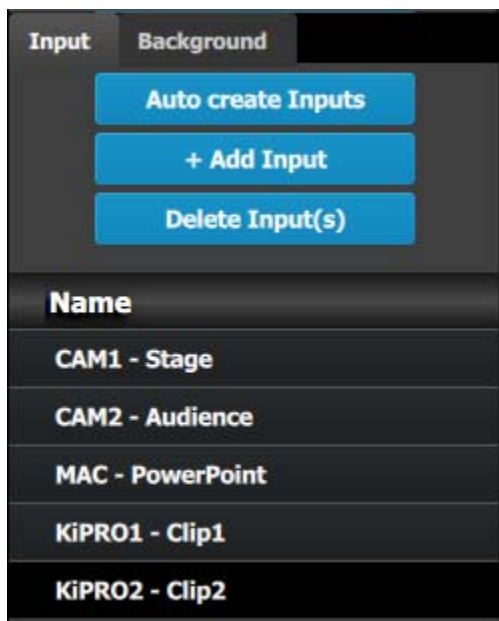 Input Background
Auto create Inputs
+ Add Input
Delete Input(s)
Name
CAM1 - Stage
CAM2 - Audience
MAC - PowerPoint
KiPRO1 - Clip1
KiPRO2 - Clip2